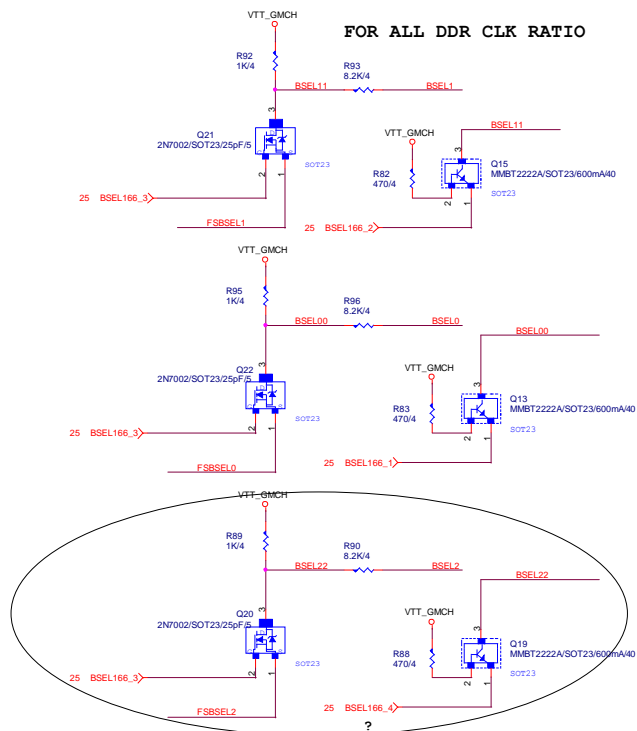 VTT_GMCH
FOR ALL DDR CLK RATIO
R92
1K/4
R93
8.2K/4
BSEL11
BSEL1
3
Q21
2N7002/SOT23/25pF/5
SOT23
2
1
25 BSEL166_3
FSBSEL1
VTT_GMCH
BSEL11
3
R82
470/4
Q15
MMBT2222A/SOT23/600mA/40
SOT23
2
1
25 BSEL166_2
VTT_GMCH
R95
1K/4
R96
8.2K/4
BSEL00
BSEL0
3
Q22
2N7002/SOT23/25pF/5
SOT23
2
1
25 BSEL166_3
FSBSEL0
BSEL00
VTT_GMCH
3
R83
470/4
Q13
MMBT2222A/SOT23/600mA/40
SOT23
2
1
25 BSEL166_1
VTT_GMCH
R89
1K/4
R90
8.2K/4
BSEL22
BSEL2
3
Q20
2N7002/SOT23/25pF/5
SOT23
2
1
25 BSEL166_3
FSBSEL2
BSEL22
VTT_GMCH
3
R88
470/4
Q19
MMBT2222A/SOT23/600mA/40
SOT23
2
1
25 BSEL166_4
?